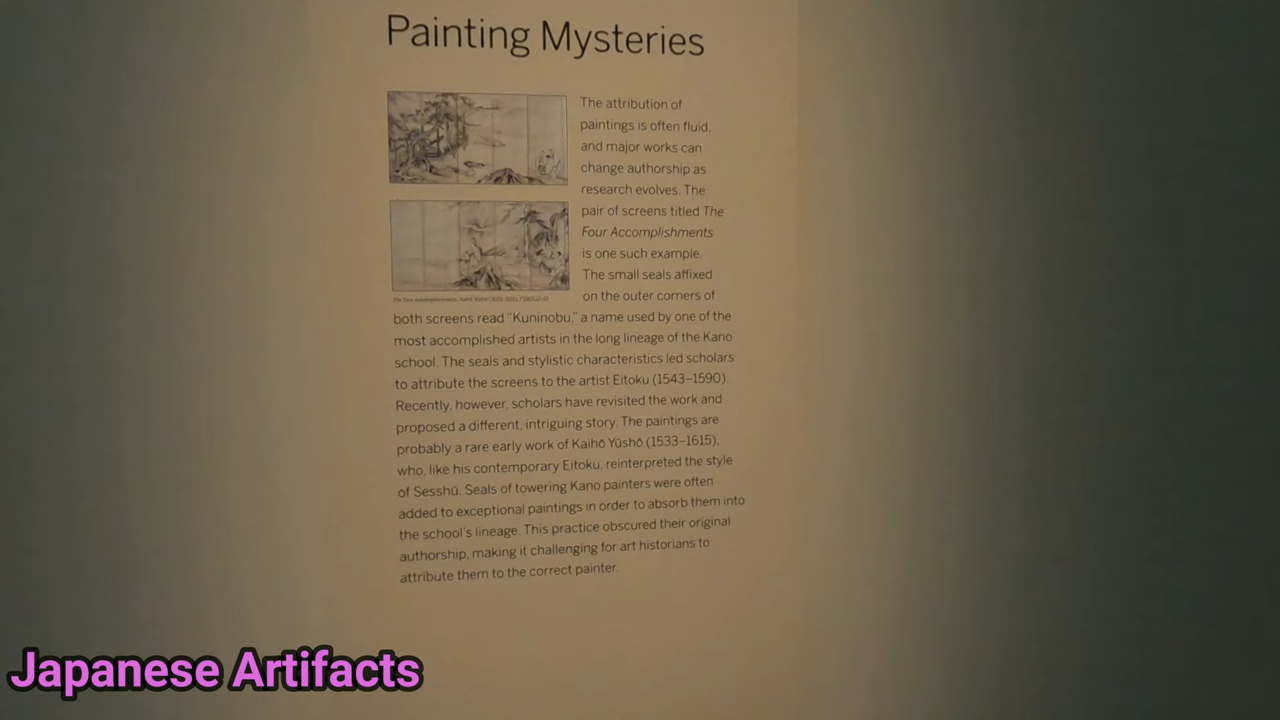 Painting Mysteries
The attribution of
paintings is often fluid,
and major works can
change authorship as
research evolves. The
pair of screens titled The
Four Accomplishments
is one such example.
The small seals affixed
on the outer corners of
both screens read "Kuninobu," a name used by one of the
most accomplished artists in the long lineage of the Kano
school. The seals and stylistic characteristics led scholars
to attribute the screens to the artist Eitoku (1543–1590).
Recently, however, scholars have revisited the work and
proposed a different, intriguing story. The paintings are
probably a rare early work of Kaihō Yūshō (1533–1615),
who, like his contemporary Eitoku, reinterpreted the style
of Sesshū. Seals of towering Kano painters were often
added to exceptional paintings in order to absorb them into
the school's lineage. This practice obscured their original
authorship, making it challenging for art historians to
attribute them to the correct painter.
The Four Accomplishments, Kaihō Yūshō (1533–1615),
Japanese Artifacts